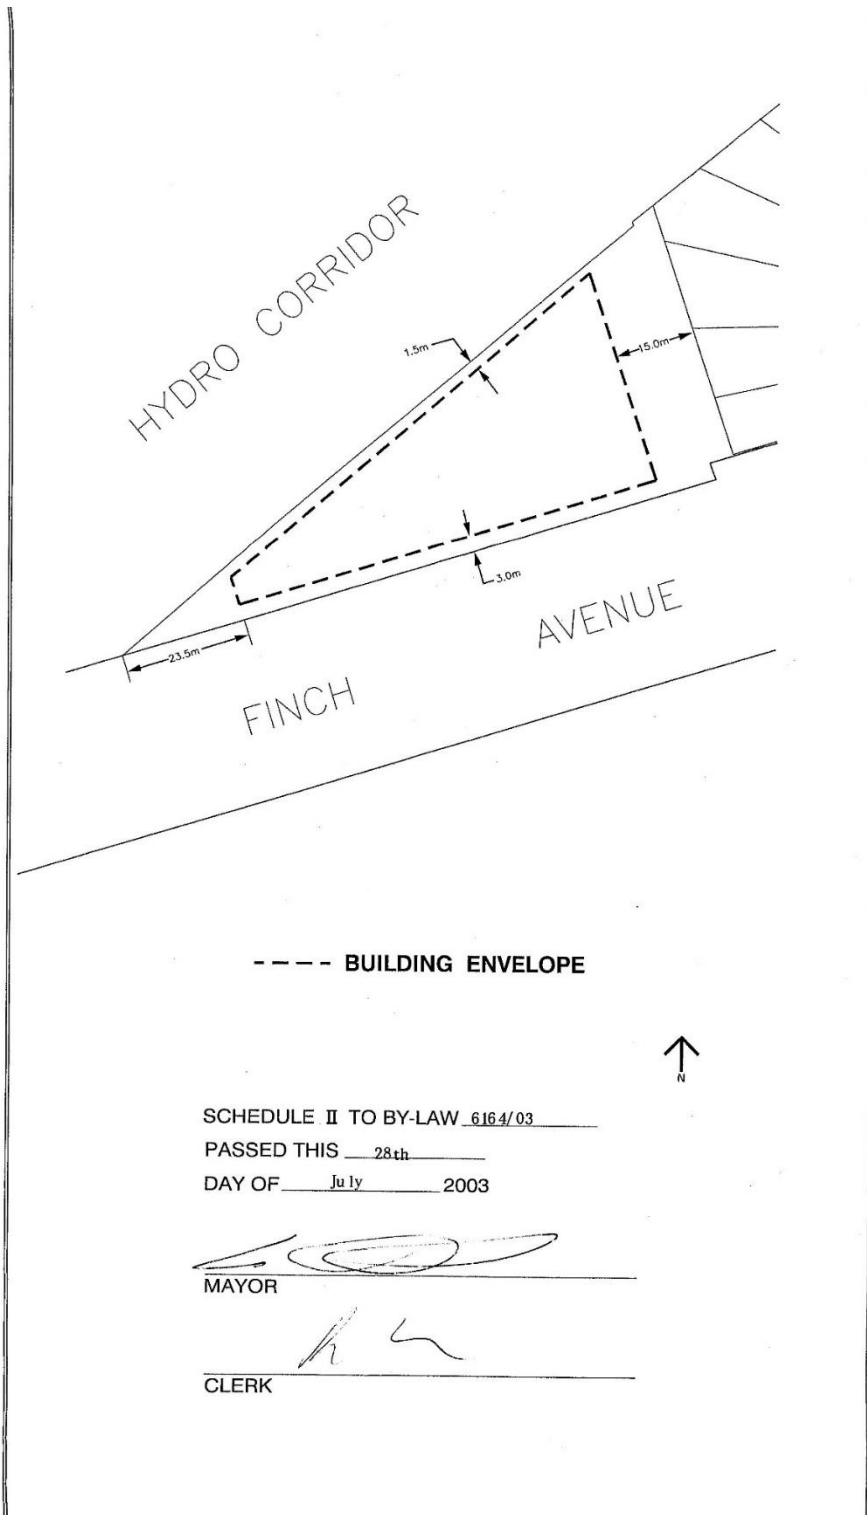 HYDRO CORRIDOR
1.5m
15.0m
3.0m
23.5m
FINCH AVENUE
BUILDING ENVELOPE
N
SCHEDULE II TO BY-LAW 6164/03
PASSED THIS 28th
DAY OF July 2003
MAYOR
CLERK